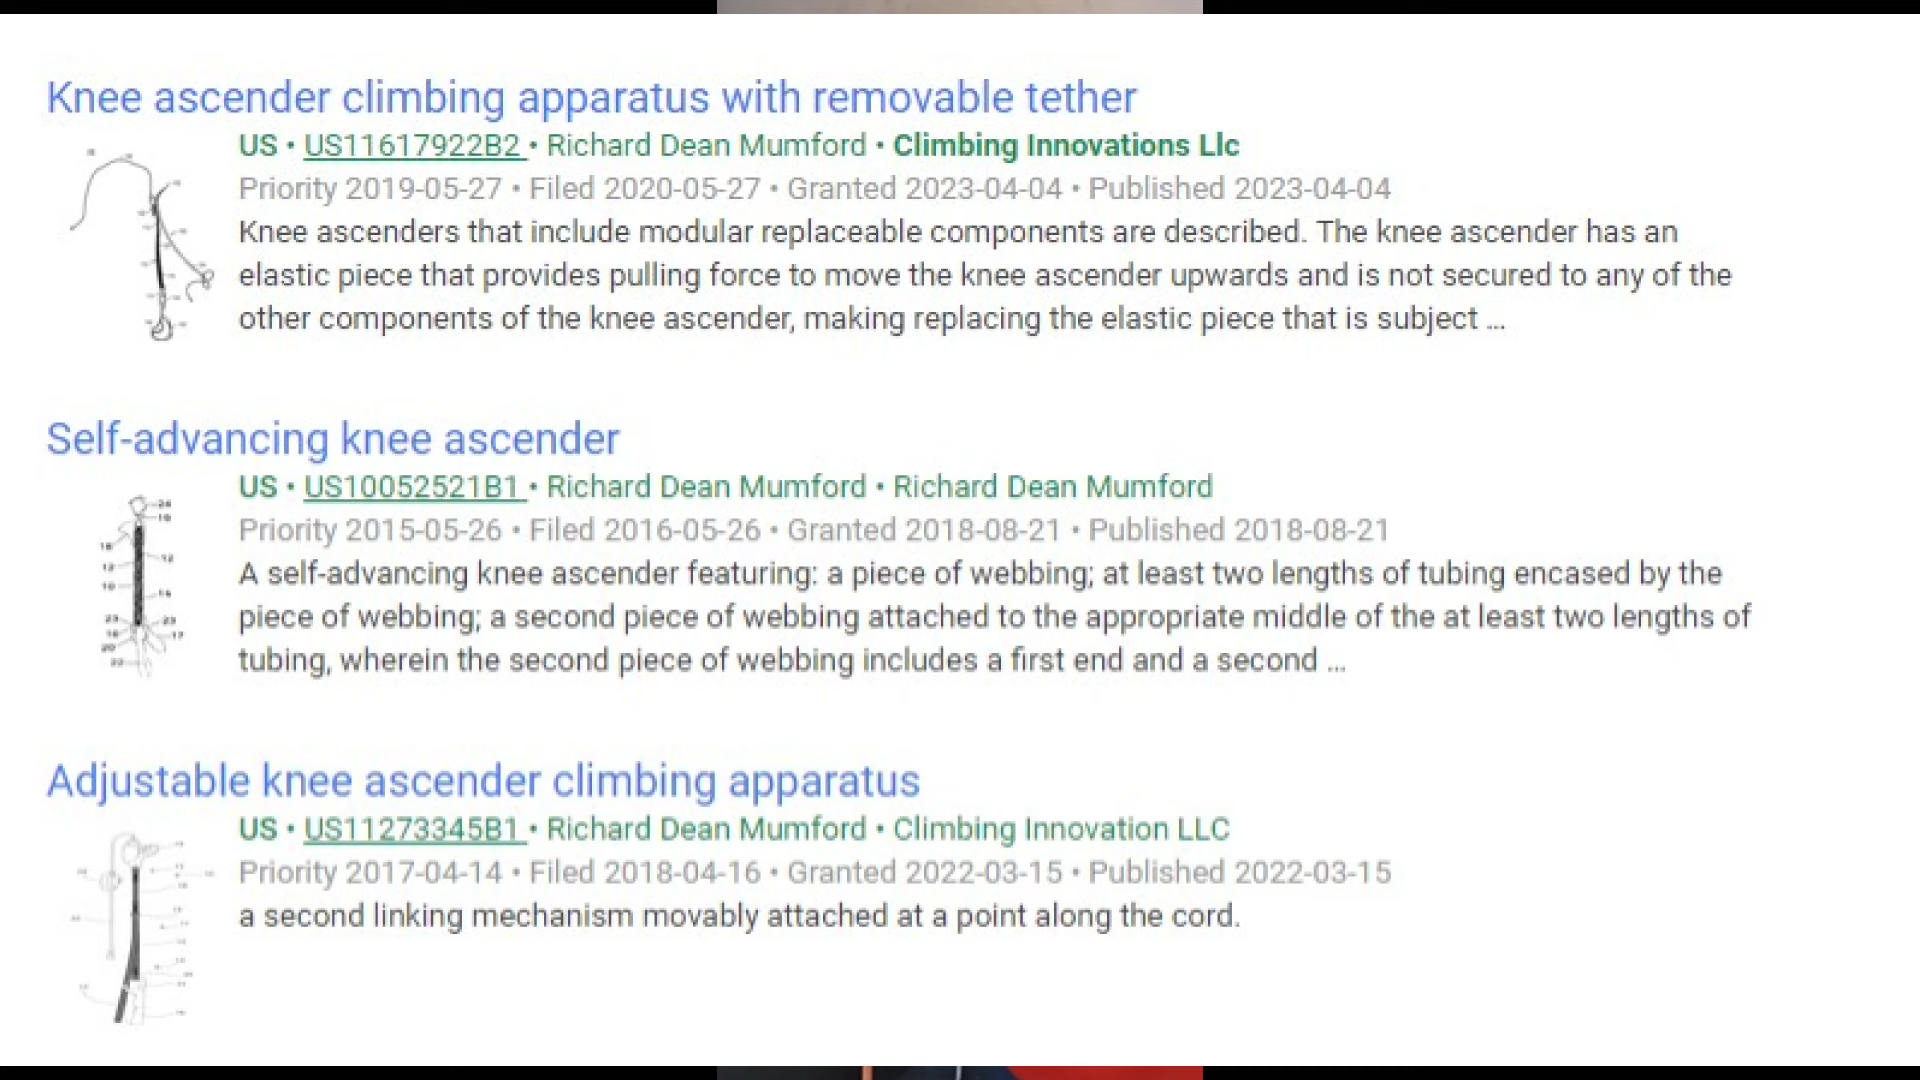 Knee ascender climbing apparatus with removable tether
US • US11617922B2 • Richard Dean Mumford • Climbing Innovations Llc
Priority 2019-05-27 • Filed 2020-05-27 • Granted 2023-04-04 • Published 2023-04-04
Knee ascenders that include modular replaceable components are described. The knee ascender has an
elastic piece that provides pulling force to move the knee ascender upwards and is not secured to any of the
other components of the knee ascender, making replacing the elastic piece that is subject ...
Self-advancing knee ascender
US • US10052521B1 • Richard Dean Mumford • Richard Dean Mumford
Priority 2015-05-26 • Filed 2016-05-26 • Granted 2018-08-21 • Published 2018-08-21
A self-advancing knee ascender featuring: a piece of webbing; at least two lengths of tubing encased by the
piece of webbing; a second piece of webbing attached to the appropriate middle of the at least two lengths of
tubing, wherein the second piece of webbing includes a first end and a second ...
Adjustable knee ascender climbing apparatus
US • US11273345B1 • Richard Dean Mumford • Climbing Innovation LLC
Priority 2017-04-14 • Filed 2018-04-16 • Granted 2022-03-15 • Published 2022-03-15
a second linking mechanism movably attached at a point along the cord.